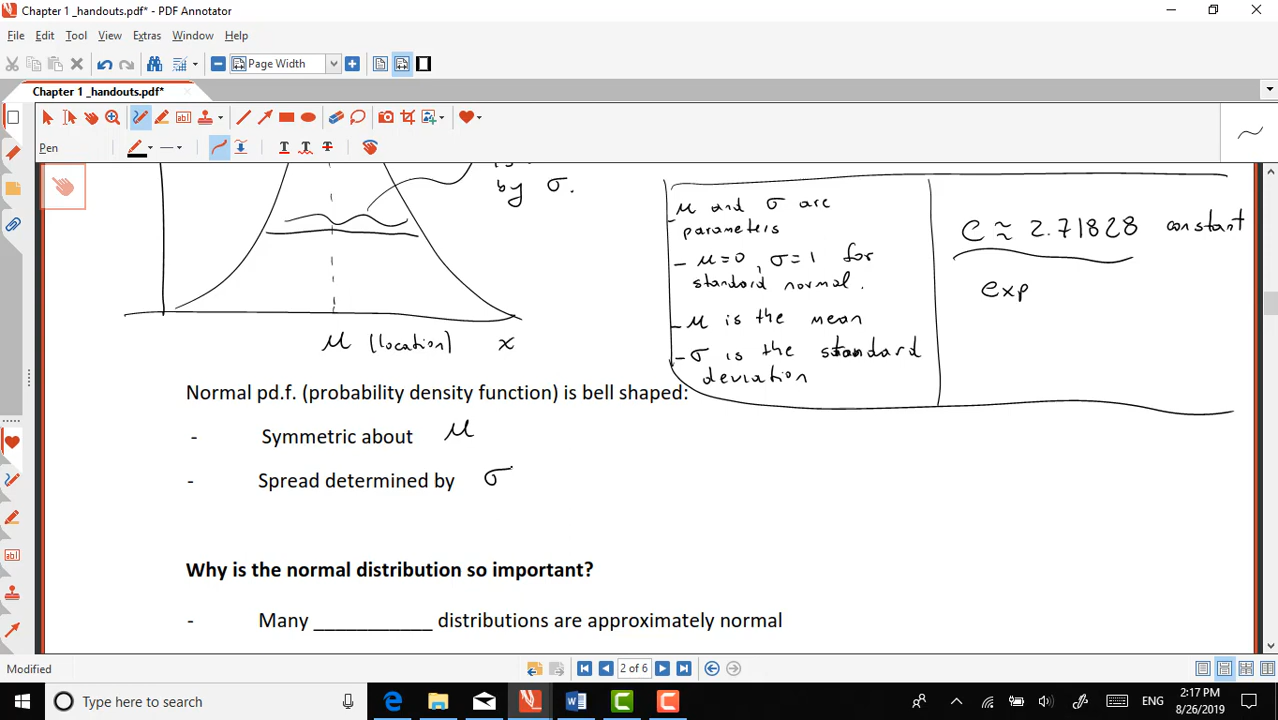 Chapter 1 _handouts.pdf* - PDF Annotator
File Edit Tool View Extras Window Help
Page Width
Chapter 1 _handouts.pdf*
Pen
by σ.
μ (location) x
μ and σ are
parameters
- μ=0, σ=1 for
standard normal.
- μ is the mean
- σ is the standard
deviation
e ≈ 2.71828 constant
exp
Normal pd.f. (probability density function) is bell shaped:
- Symmetric about μ
- Spread determined by σ
Why is the normal distribution so important?
- Many ___________ distributions are approximately normal
Modified
2 of 6
Type here to search
ENG
2:17 PM
8/26/2019